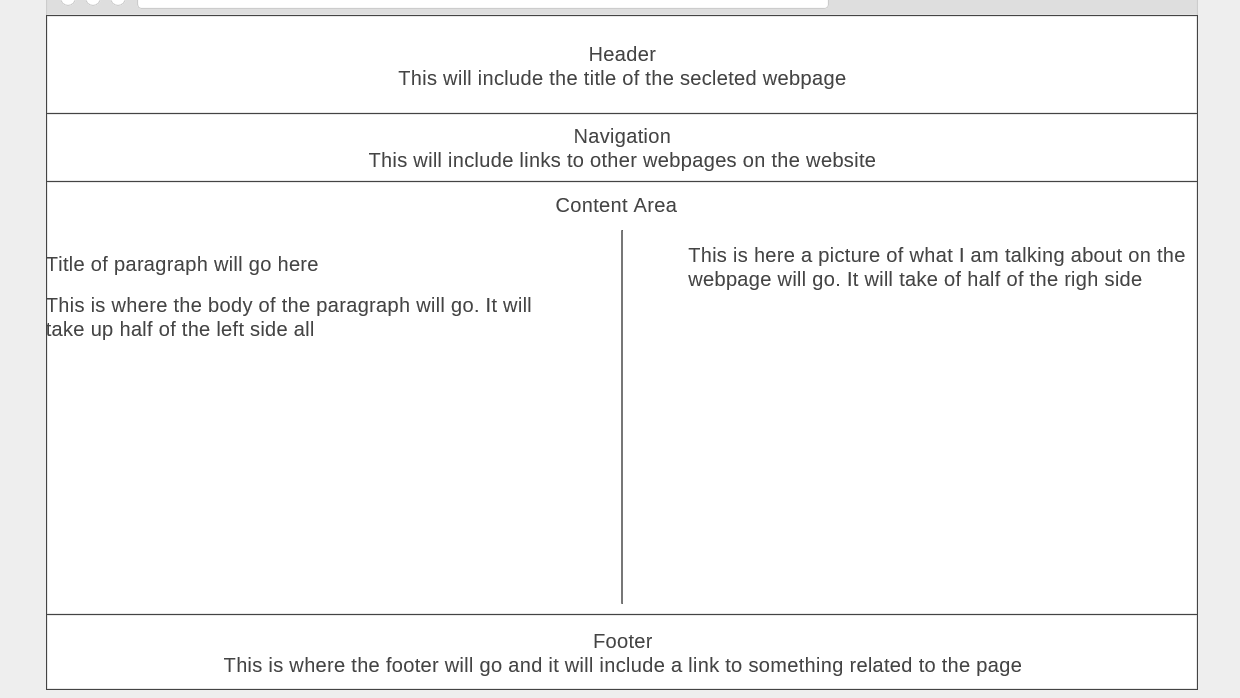 Header
This will include the title of the secleted webpage
Navigation
This will include links to other webpages on the website
Content Area
Title of paragraph will go here
This is where the body of the paragraph will go. It will
take up half of the left side all
This is here a picture of what I am talking about on the
webpage will go. It will take of half of the righ side
Footer
This is where the footer will go and it will include a link to something related to the page